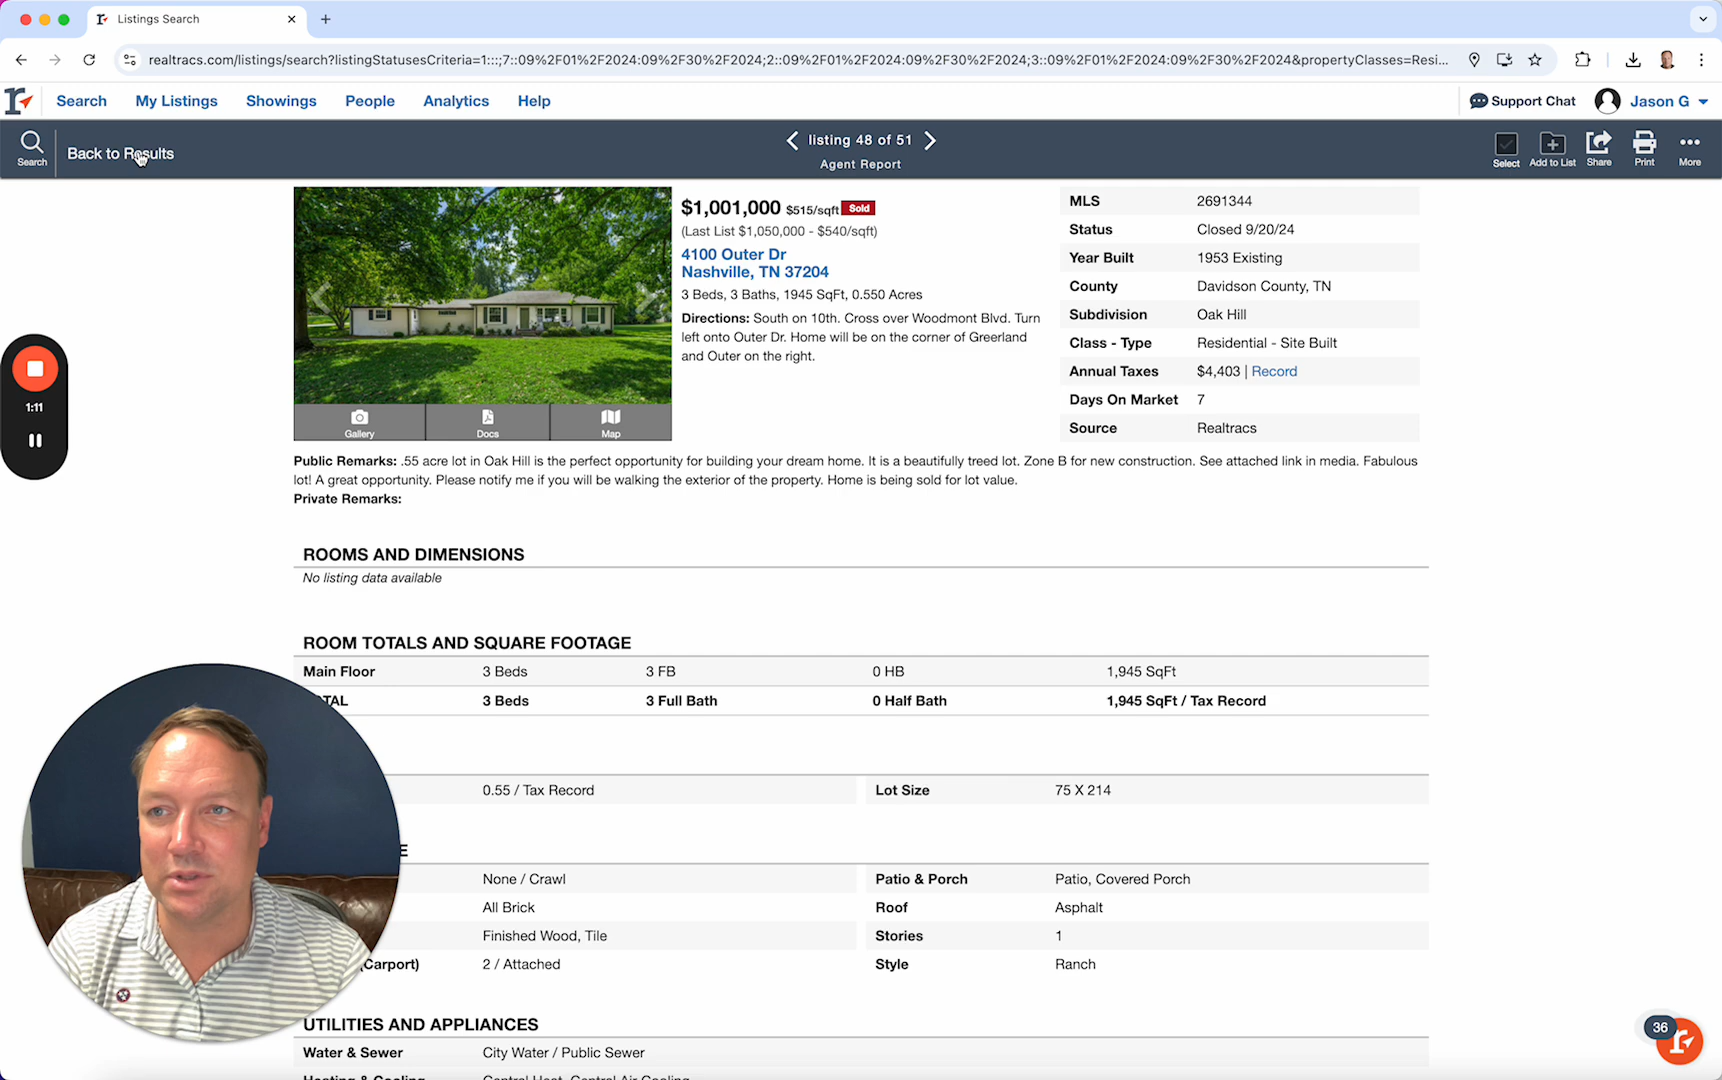 Listings Search
realtracs.com/listings/search?listingStatusesCriteria=1:::;7::09%2F01%2F2024:09%2F30%2F2024;2::09%2F01%2F2024:09%2F30%2F2024;3::09%2F01%2F2024:09%2F30%2F2024&propertyClasses=Resi...
Search My Listings Showings People Analytics Help Support Chat Jason G
Search Back to Results listing 48 of 51 Select Add to List Share Print More
Agent Report
$1,001,000 $515/sqft Sold
(Last List $1,050,000 - $540/sqft)
4100 Outer Dr
Nashville, TN 37204
3 Beds, 3 Baths, 1945 SqFt, 0.550 Acres
Directions: South on 10th. Cross over Woodmont Blvd. Turn
left onto Outer Dr. Home will be on the corner of Greerland
and Outer on the right.
Gallery Docs Map
MLS 2691344
Status Closed 9/20/24
Year Built 1953 Existing
County Davidson County, TN
Subdivision Oak Hill
Class - Type Residential - Site Built
Annual Taxes $4,403 | Record
Days On Market 7
Source Realtracs
1:11
Public Remarks: .55 acre lot in Oak Hill is the perfect opportunity for building your dream home. It is a beautifully treed lot. Zone B for new construction. See attached link in media. Fabulous
lot! A great opportunity. Please notify me if you will be walking the exterior of the property. Home is being sold for lot value.
Private Remarks:
ROOMS AND DIMENSIONS
No listing data available
ROOM TOTALS AND SQUARE FOOTAGE
Main Floor 3 Beds 3 FB 0 HB 1,945 SqFt
TAL 3 Beds 3 Full Bath 0 Half Bath 1,945 SqFt / Tax Record
0.55 / Tax Record Lot Size 75 X 214
E
None / Crawl Patio & Porch Patio, Covered Porch
All Brick Roof Asphalt
Finished Wood, Tile Stories 1
(Carport) 2 / Attached Style Ranch
UTILITIES AND APPLIANCES
Water & Sewer City Water / Public Sewer
Heating & Cooling Central Heat, Central Air Cooling
36